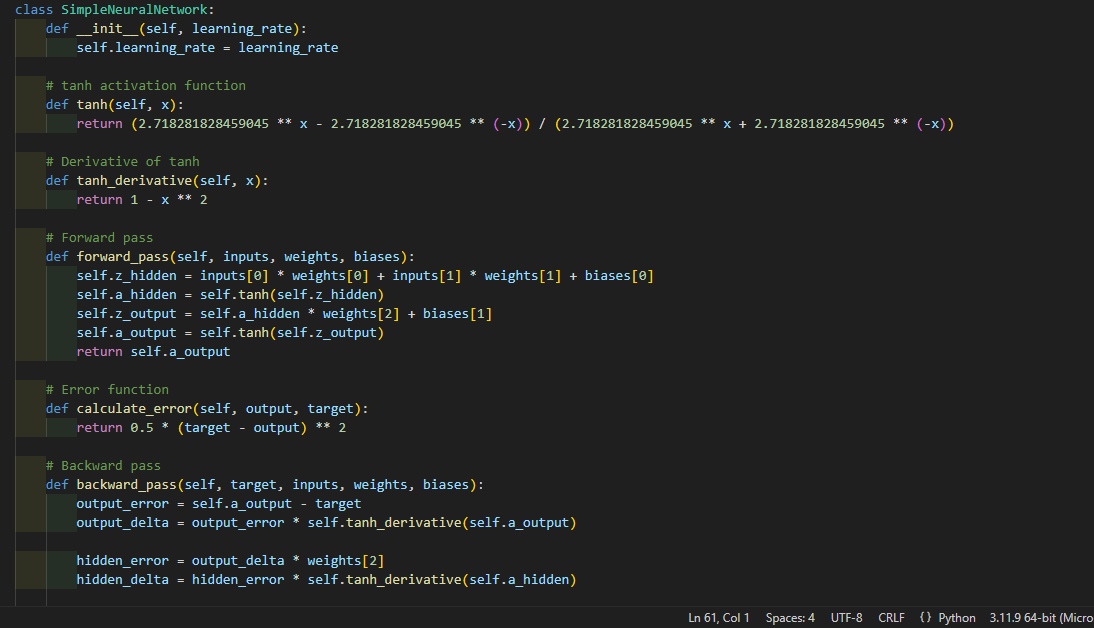 class SimpleNeuralNetwork:
    def __init__(self, learning_rate):
        self.learning_rate = learning_rate

    # tanh activation function
    def tanh(self, x):
        return (2.718281828459045 ** x - 2.718281828459045 ** (-x)) / (2.718281828459045 ** x + 2.718281828459045 ** (-x))

    # Derivative of tanh
    def tanh_derivative(self, x):
        return 1 - x ** 2

    # Forward pass
    def forward_pass(self, inputs, weights, biases):
        self.z_hidden = inputs[0] * weights[0] + inputs[1] * weights[1] + biases[0]
        self.a_hidden = self.tanh(self.z_hidden)
        self.z_output = self.a_hidden * weights[2] + biases[1]
        self.a_output = self.tanh(self.z_output)
        return self.a_output

    # Error function
    def calculate_error(self, output, target):
        return 0.5 * (target - output) ** 2

    # Backward pass
    def backward_pass(self, target, inputs, weights, biases):
        output_error = self.a_output - target
        output_delta = output_error * self.tanh_derivative(self.a_output)

        hidden_error = output_delta * weights[2]
        hidden_delta = hidden_error * self.tanh_derivative(self.a_hidden)

Ln 61, Col 1 Spaces: 4 UTF-8 CRLF {} Python 3.11.9 64-bit (Micro